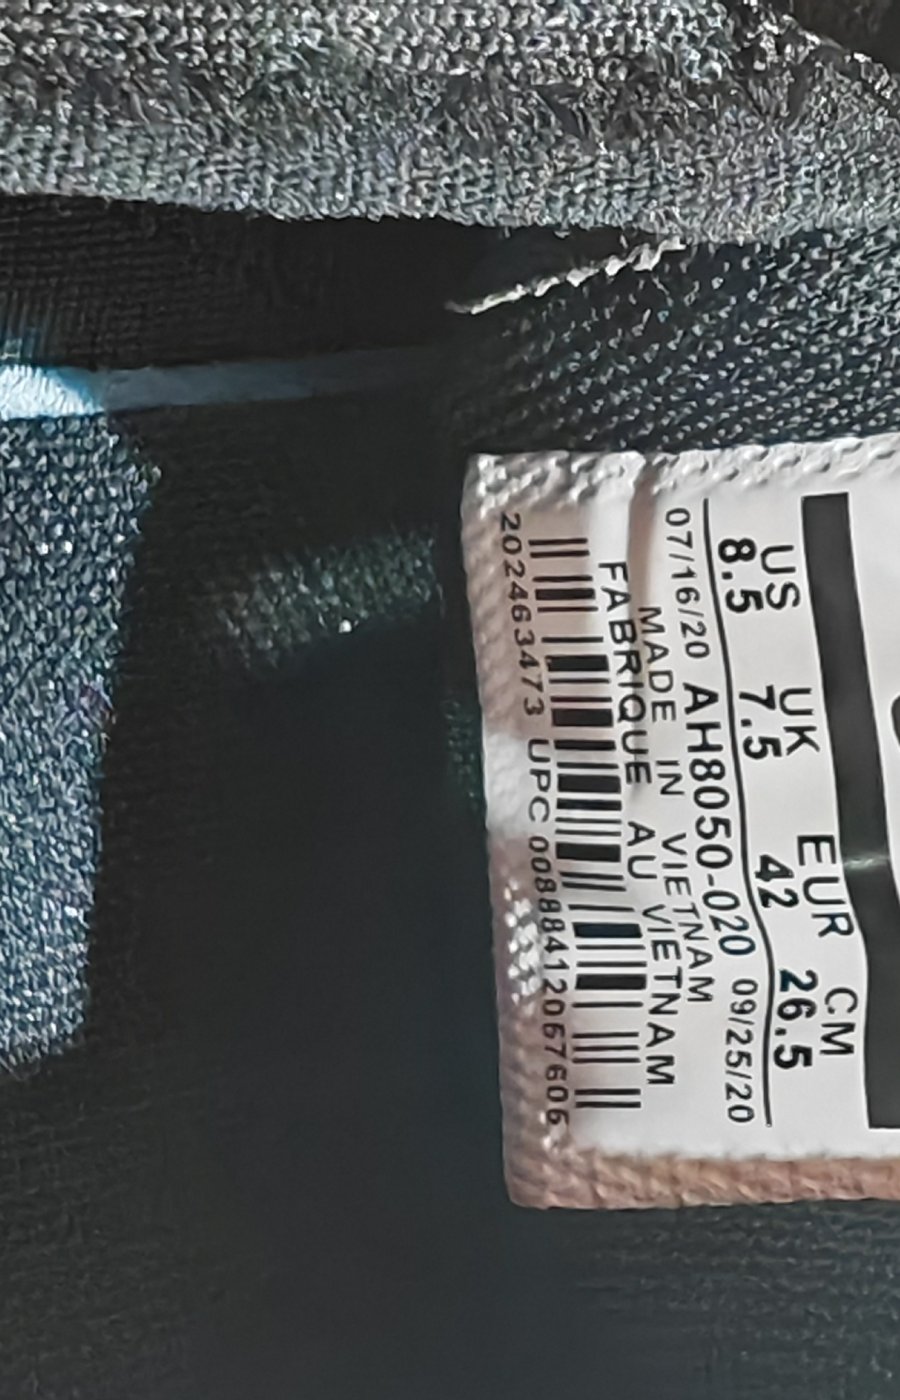 US UK EUR CM
8.5 7.5 42 26.5
07/16/20 AH8050-020 09/25/20
MADE IN VIETNAM
FABRIQUE AU VIETNAM
202463473 UPC 00888412067606